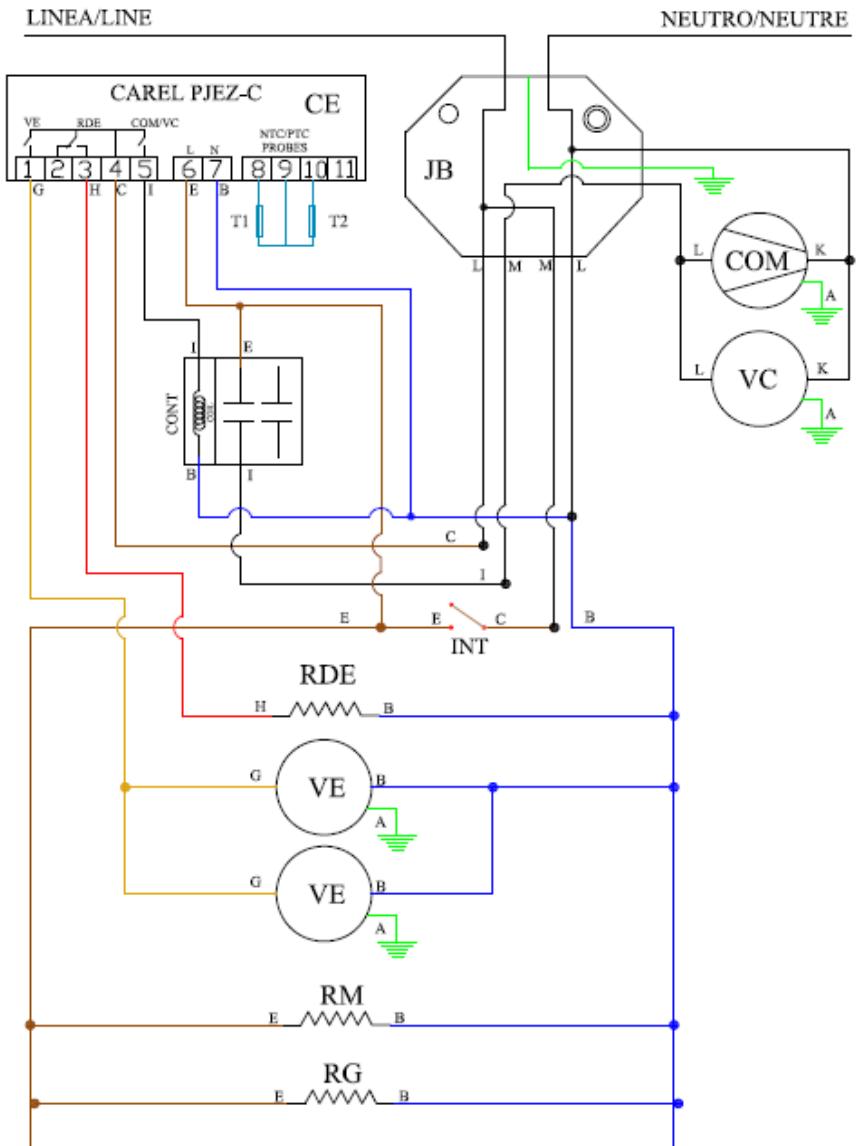 LINEA/LINE
NEUTRO/NEUTRE
CAREL PJEZ-C
CE
VE RDE COM/VC
L N
NTC/PTC
PROBES
1 2 3 4 5 6 7 8 9 10 11
G H C I E B
T1 T2
JB
L M M L
L COM K
A
L VC K
A
I E
CONT
COIL
B I
C
I
E E C B
INT
RDE
H B
G VE B
A
G VE B
A
RM
E B
RG
E B